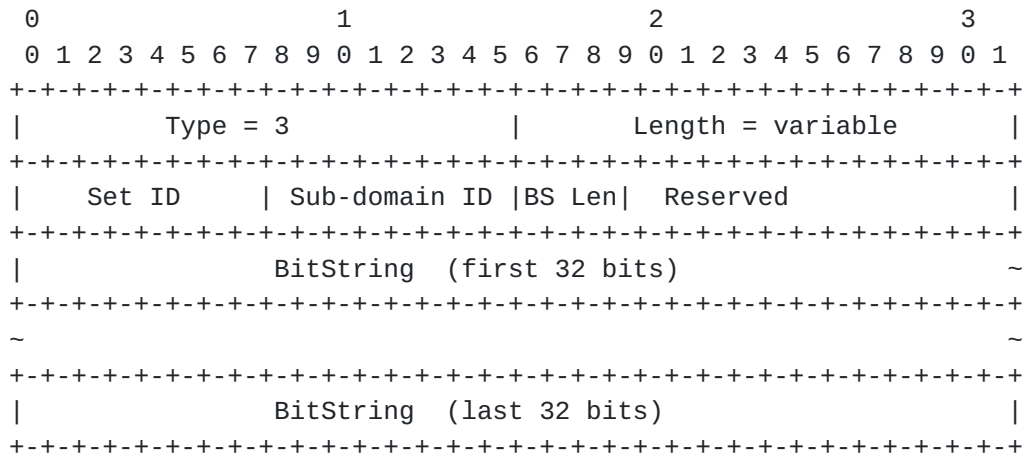 0                   1                   2                   3
 0 1 2 3 4 5 6 7 8 9 0 1 2 3 4 5 6 7 8 9 0 1 2 3 4 5 6 7 8 9 0 1
+-+-+-+-+-+-+-+-+-+-+-+-+-+-+-+-+-+-+-+-+-+-+-+-+-+-+-+-+-+-+-+-+
|         Type = 3              |       Length = variable       |
+-+-+-+-+-+-+-+-+-+-+-+-+-+-+-+-+-+-+-+-+-+-+-+-+-+-+-+-+-+-+-+-+
|    Set ID     | Sub-domain ID |BS Len|  Reserved              |
+-+-+-+-+-+-+-+-+-+-+-+-+-+-+-+-+-+-+-+-+-+-+-+-+-+-+-+-+-+-+-+-+
|                BitString  (first 32 bits)                     ~
+-+-+-+-+-+-+-+-+-+-+-+-+-+-+-+-+-+-+-+-+-+-+-+-+-+-+-+-+-+-+-+-+
~                                                               ~
+-+-+-+-+-+-+-+-+-+-+-+-+-+-+-+-+-+-+-+-+-+-+-+-+-+-+-+-+-+-+-+-+
|                BitString  (last 32 bits)                      |
+-+-+-+-+-+-+-+-+-+-+-+-+-+-+-+-+-+-+-+-+-+-+-+-+-+-+-+-+-+-+-+-+